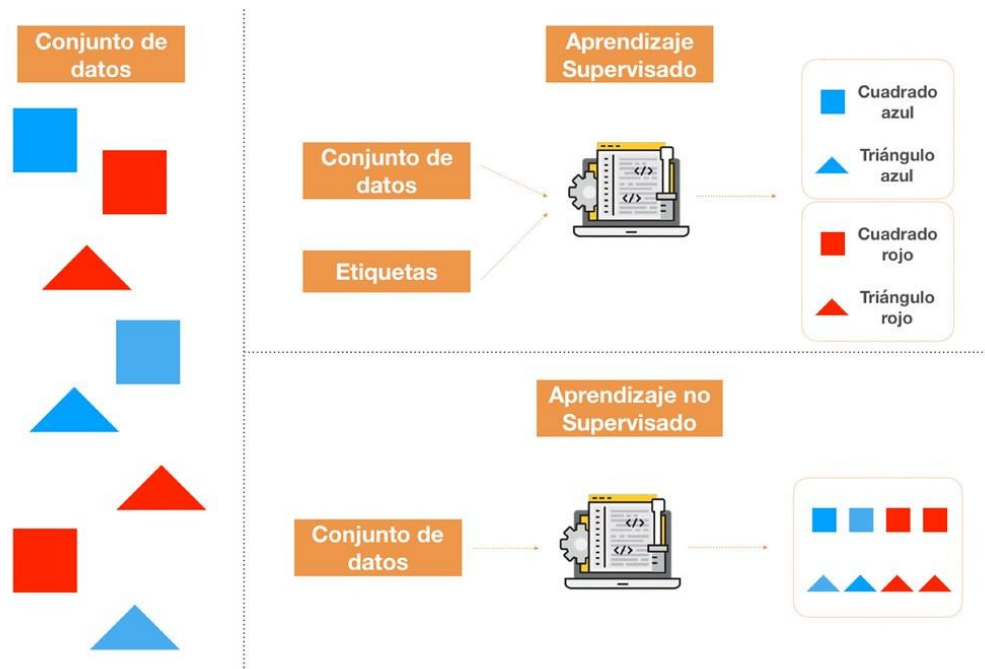 Conjunto de
datos
Aprendizaje
Supervisado
Conjunto de
datos
Etiquetas
</>
</>
Cuadrado
azul
Triángulo
azul
Cuadrado
rojo
Triángulo
rojo
Aprendizaje no
Supervisado
Conjunto de
datos
</>
</>